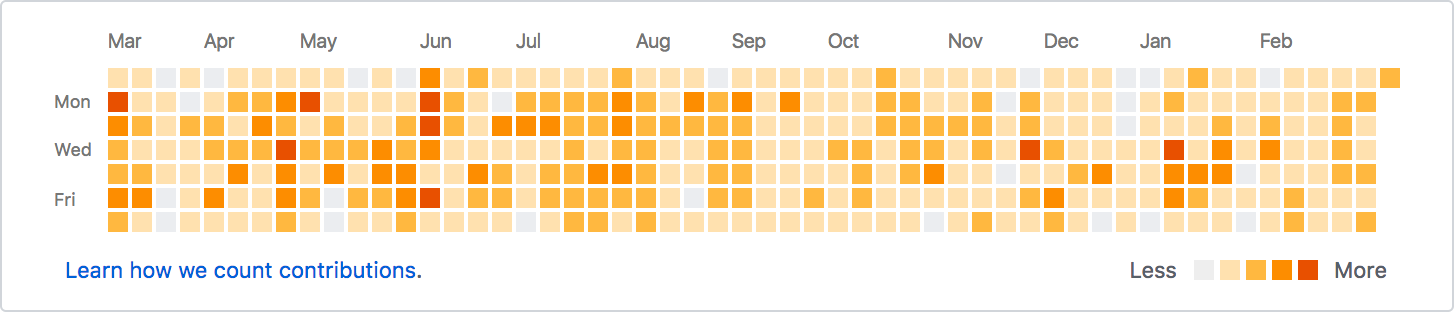 Mar Apr May Jun Jul Aug Sep Oct Nov Dec Jan Feb
Mon
Wed
Fri
Learn how we count contributions. Less More